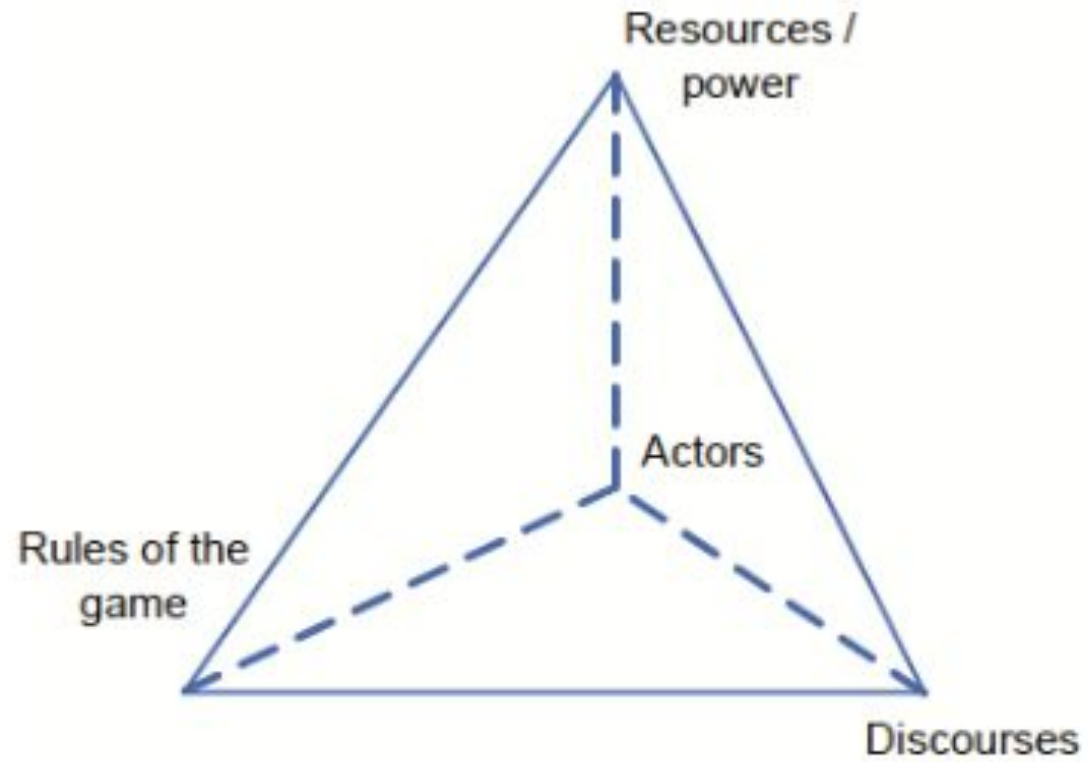 Resources /
power
Actors
Rules of the
game
Discourses